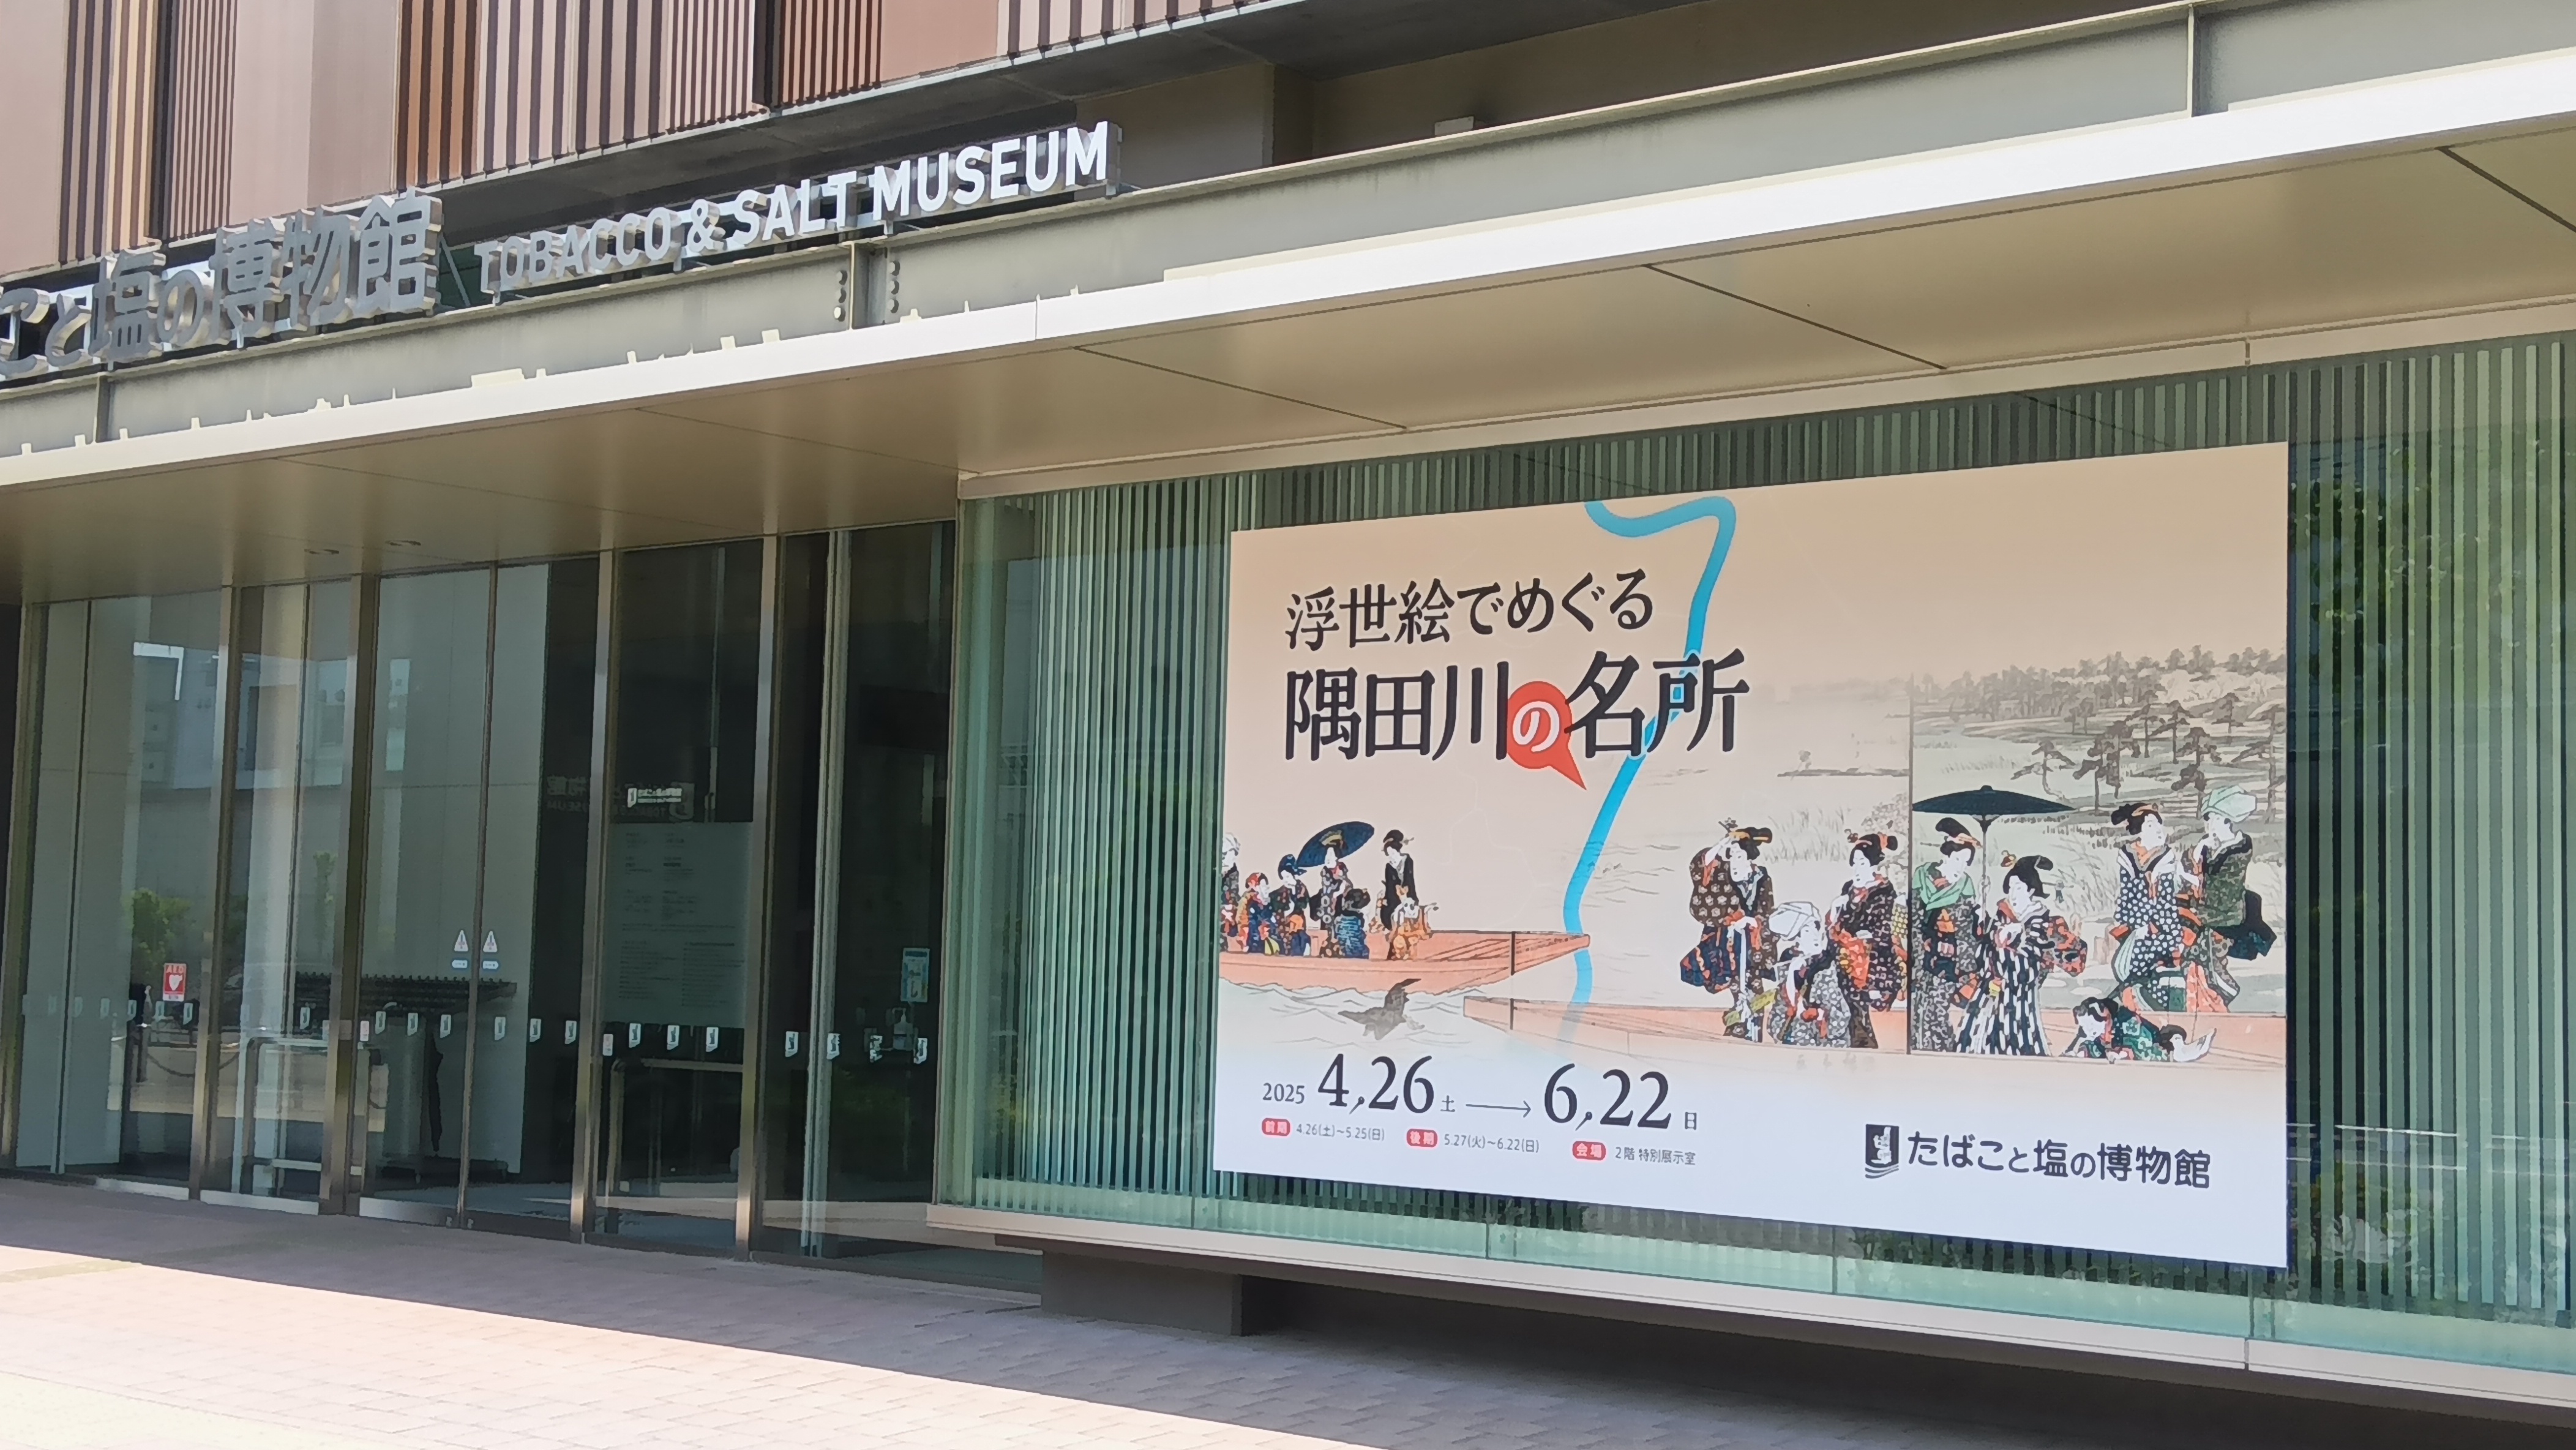 こと塩の博物館 TOBACCO & SALT MUSEUM
浮世絵でめぐる
隅田川の名所
2025 4.26 土 → 6.22 日
前期 4.26(土)〜5.25(日) 後期 5.27(火)〜6.22(日) 会場 2階 特別展示室
たばこと塩の博物館
AED